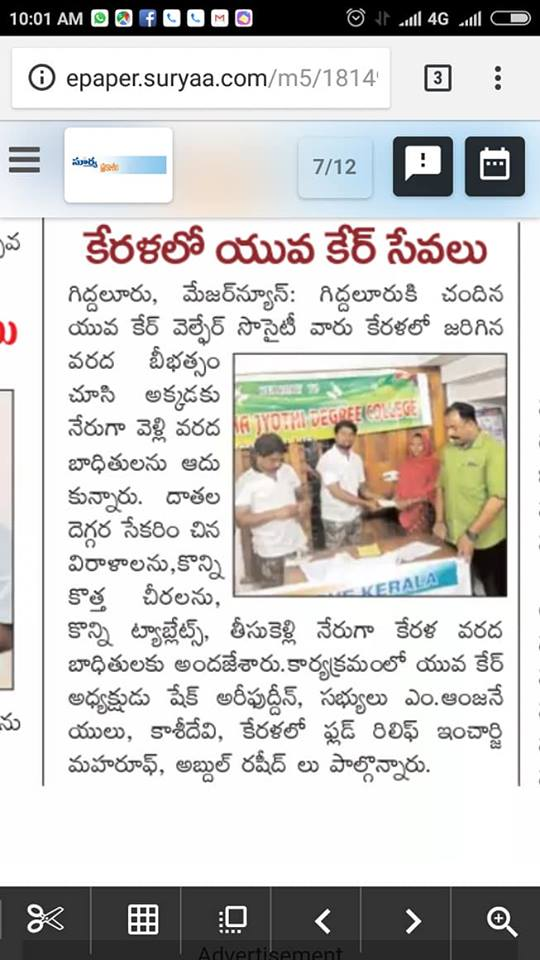 10:01 AM
4G
epaper.suryaa.com/m5/1814
3
సూర్య
7/12
కేరళలో యువ కేర్ సేవలు
గిద్దలూరు, మేజర్‌న్యూన్: గిద్దలూరుకి చందిన
యువ కేర్ వెల్ఫేర్ సొసైటీ వారు కేరళలో జరిగిన
వరద బీభత్సం
చూసి అక్కడకు
నేరుగా వెళ్లి వరద
బాధితులను ఆదు
కున్నారు. దాతల
దెగ్గర సేకరిం చిన
విరాళాలను,కొన్ని
కొత్త చీరలను,
కొన్ని ట్యాబ్లేట్స్, తీసుకెళ్లి నేరుగా కేరళ వరద
బాధితులకు అందజేశారు.కార్యక్రమంలో యువ కేర్
అధ్యక్షుడు షేక్ అరీఫుద్దీన్, సభ్యులు ఎం.ఆంజనే
యులు, కాశీదేవి, కేరళలో ఫ్లడ్ రిలిఫ్ ఇంచార్జి
మహరూఫ్, అబ్దుల్ రషీద్ లు పాల్గొన్నారు.
JYOTHI DEGREE COLLEGE
KERALA
ను
Advertisement